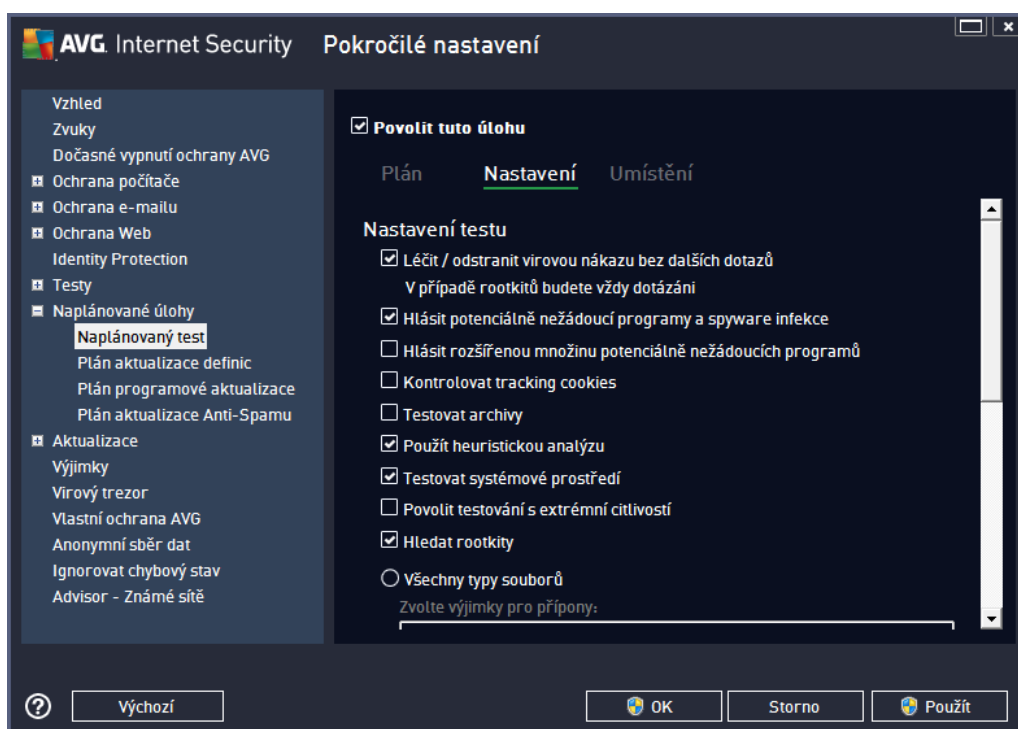 AVG. Internet Security Pokročilé nastavení
Vzhled
Zvuky
Dočasné vypnutí ochrany AVG
Ochrana počítače
Ochrana e-mailu
Ochrana Web
Identity Protection
Testy
Naplánované úlohy
Naplánovaný test
Plán aktualizace definic
Plán programové aktualizace
Plán aktualizace Anti-Spamu
Aktualizace
Výjimky
Virový trezor
Vlastní ochrana AVG
Anonymní sběr dat
Ignorovat chybový stav
Advisor - Známé sítě
Povolit tuto úlohu
Plán Nastavení Umístění
Nastavení testu
Léčit / odstranit virovou nákazu bez dalších dotazů
V případě rootkitů budete vždy dotázáni
Hlásit potenciálně nežádoucí programy a spyware infekce
Hlásit rozšířenou množinu potenciálně nežádoucích programů
Kontrolovat tracking cookies
Testovat archivy
Použít heuristickou analýzu
Testovat systémové prostředí
Povolit testování s extrémní citlivostí
Hledat rootkity
Všechny typy souborů
Zvolte výjimky pro přípony:
Výchozí OK Storno Použít